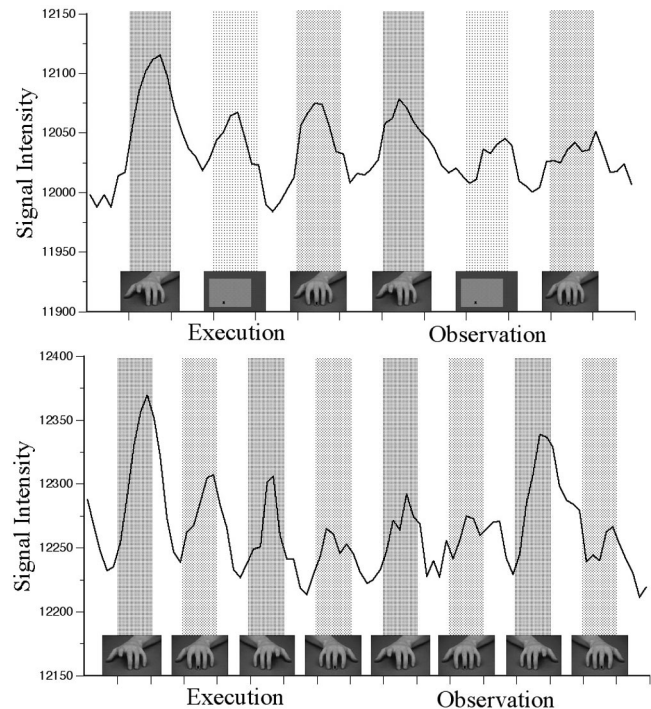 12150
12100
12050
12000
11950
11900
Signal Intensity
Execution
Observation
12400
12350
12300
12250
12200
12150
Signal Intensity
Execution
Observation